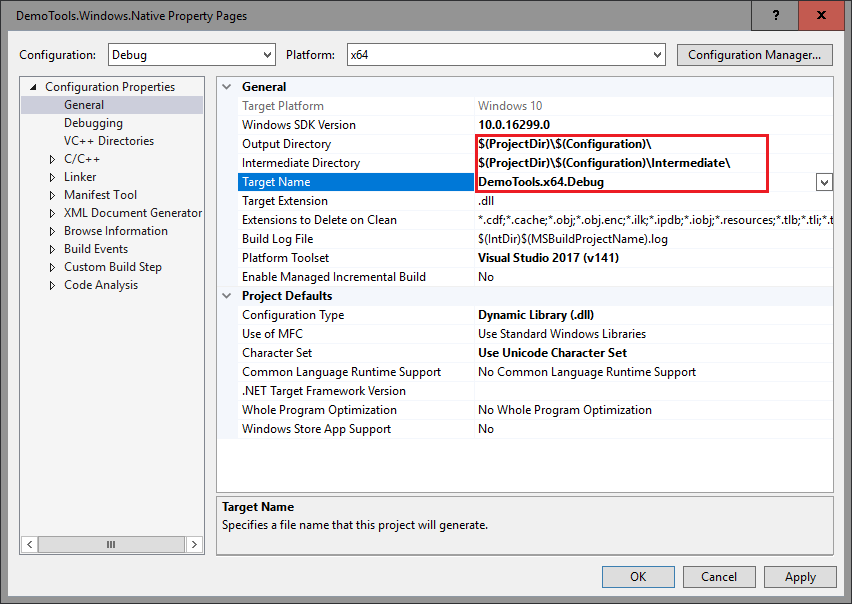 DemoTools.Windows.Native Property Pages
? x
Configuration: Debug Platform: x64 Configuration Manager...
Configuration Properties
General
Debugging
VC++ Directories
C/C++
Linker
Manifest Tool
XML Document Generator
Browse Information
Build Events
Custom Build Step
Code Analysis
General
Target Platform Windows 10
Windows SDK Version 10.0.16299.0
Output Directory $(ProjectDir)\$(Configuration)\
Intermediate Directory $(ProjectDir)\$(Configuration)\Intermediate\
Target Name DemoTools.x64.Debug
Target Extension .dll
Extensions to Delete on Clean *.cdf;*.cache;*.obj;*.obj.enc;*.ilk;*.ipdb;*.iobj;*.resources;*.tlb;*.tli;*.t
Build Log File $(IntDir)$(MSBuildProjectName).log
Platform Toolset Visual Studio 2017 (v141)
Enable Managed Incremental Build No
Project Defaults
Configuration Type Dynamic Library (.dll)
Use of MFC Use Standard Windows Libraries
Character Set Use Unicode Character Set
Common Language Runtime Support No Common Language Runtime Support
.NET Target Framework Version
Whole Program Optimization No Whole Program Optimization
Windows Store App Support No
Target Name
Specifies a file name that this project will generate.
OK Cancel Apply